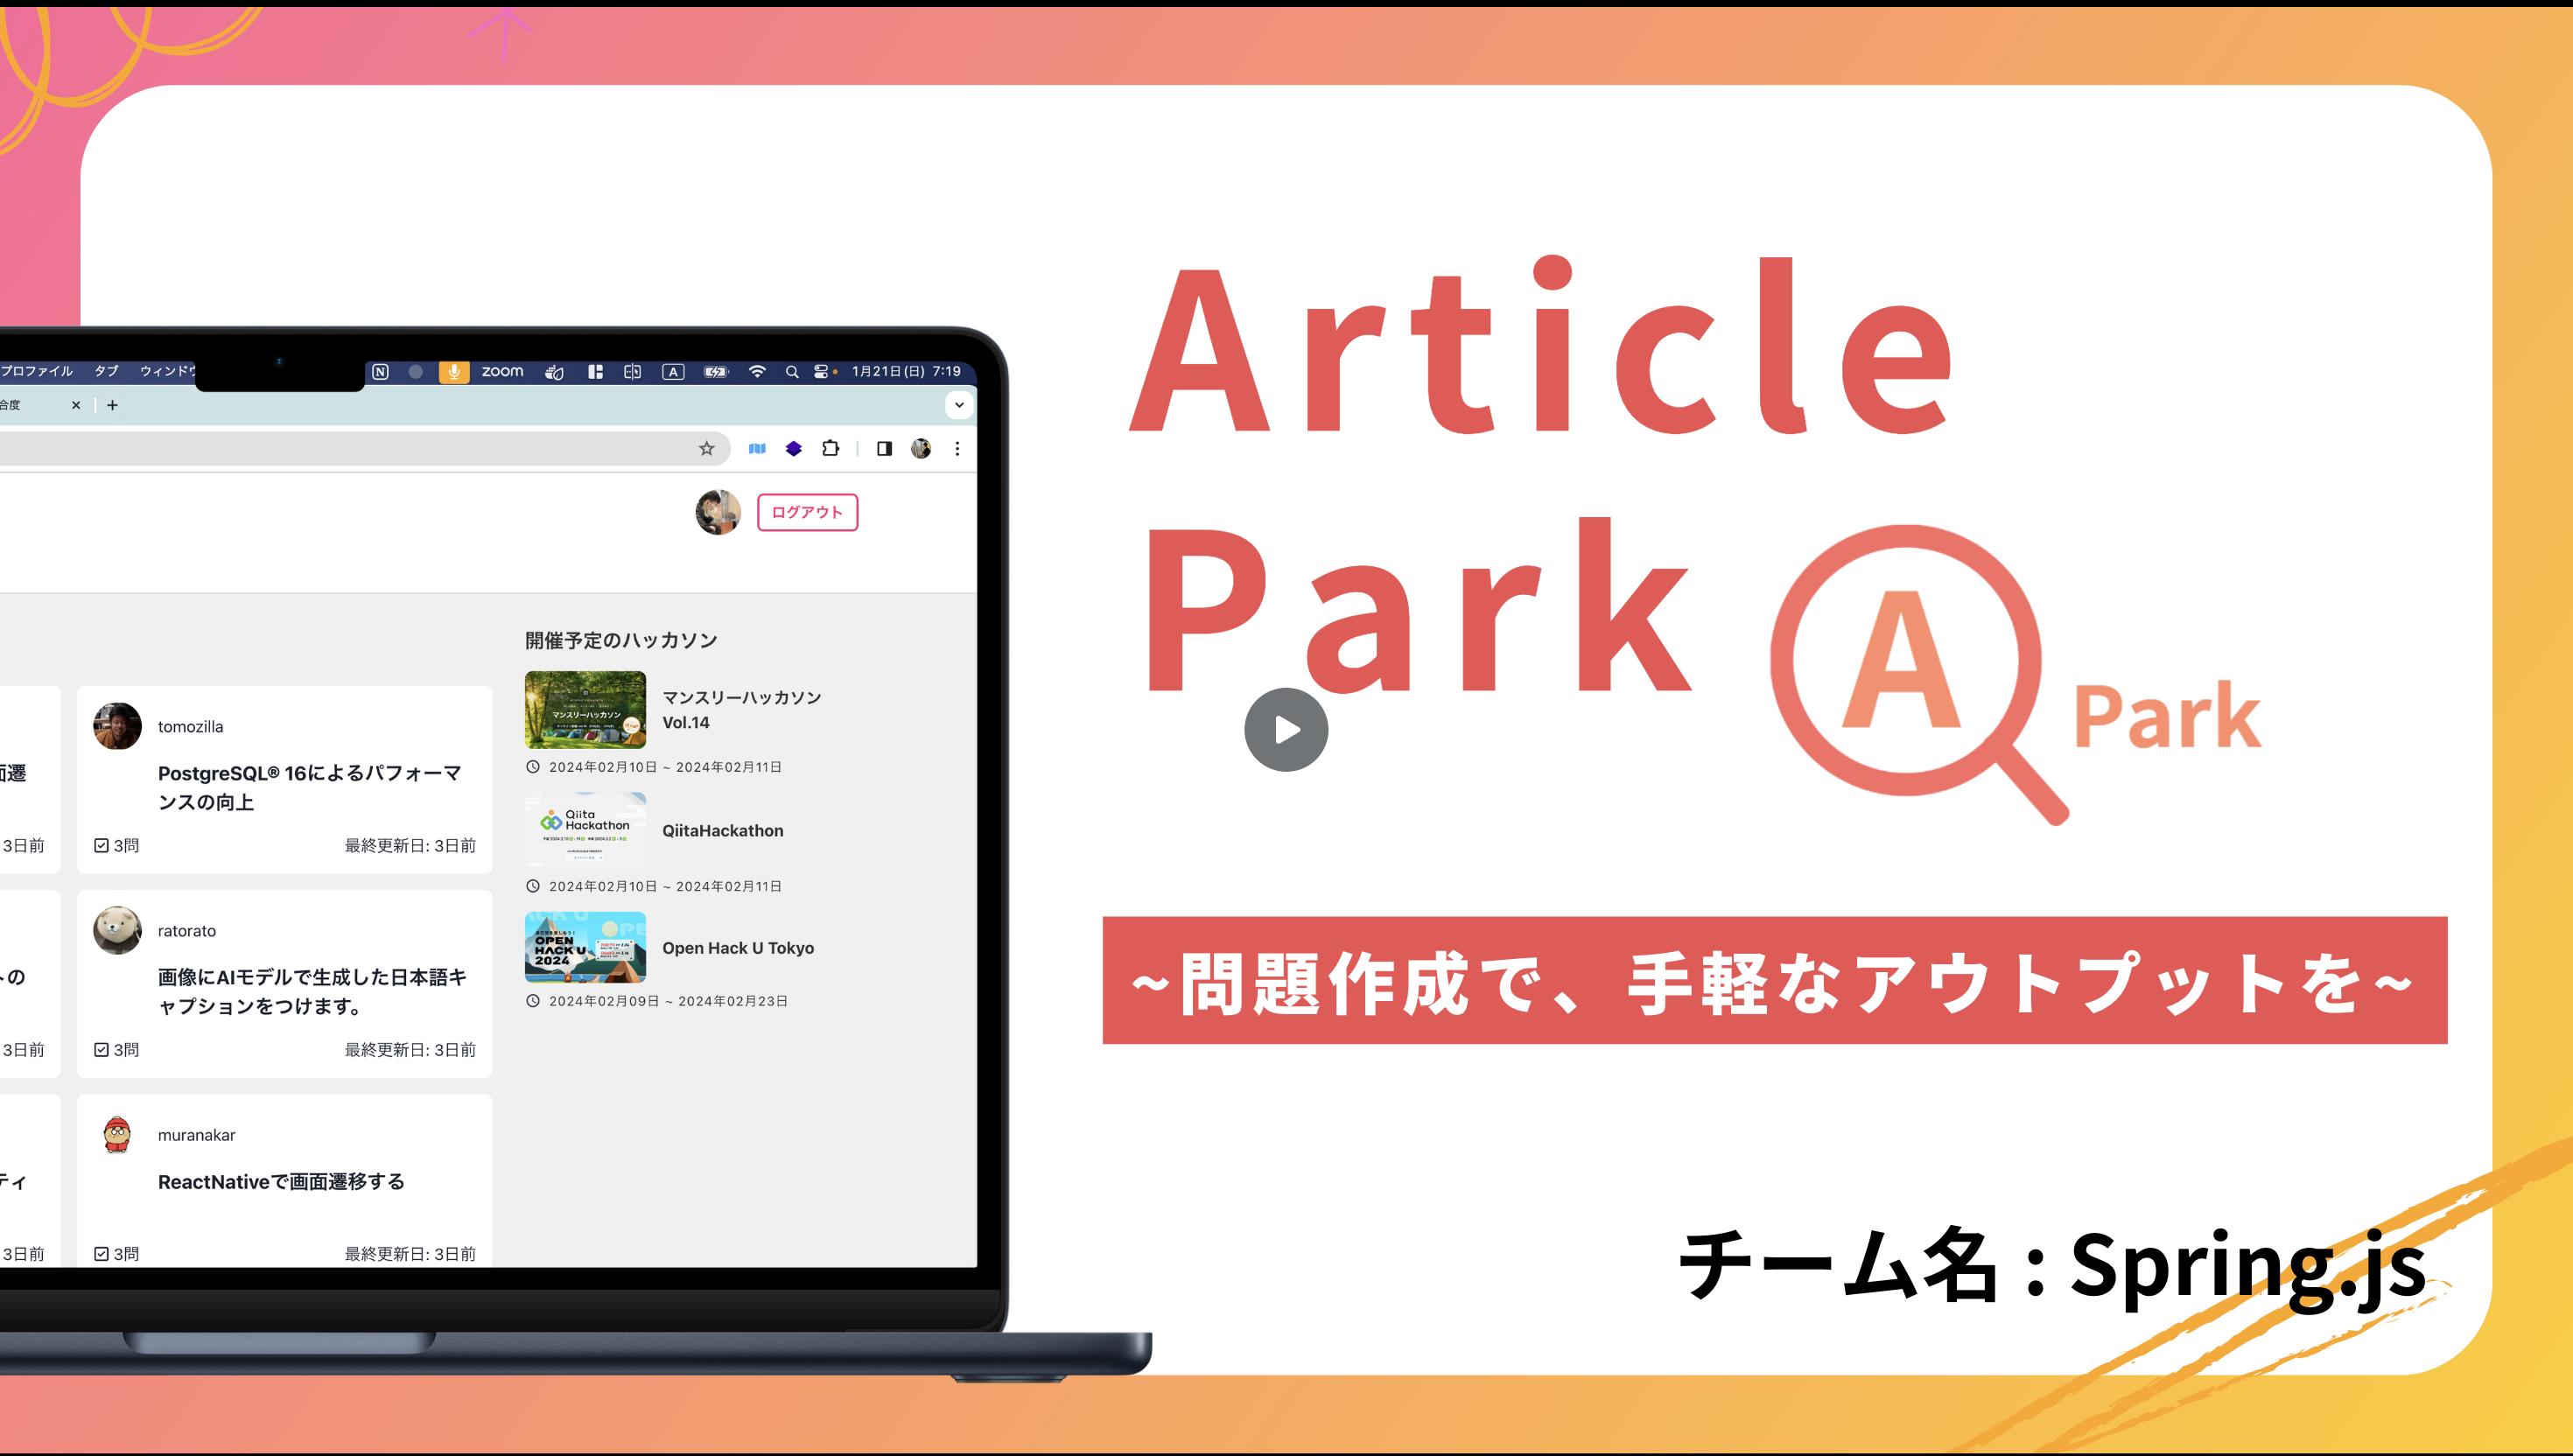 プロファイル タブ ウィンドウ
zoom A 1月21日(日) 7:19
合度
ログアウト
開催予定のハッカソン
マンスリーハッカソン
マンスリーハッカソン
Vol.14
2024年02月10日 ~ 2024年02月11日
Qiita
Hackathon
QiitaHackathon
2024年02月10日 ~ 2024年02月11日
OPEN
HACK U
2024
Open Hack U Tokyo
2024年02月09日 ~ 2024年02月23日
tomozilla
PostgreSQL® 16によるパフォーマ
ンスの向上
3問 最終更新日: 3日前
ratorato
画像にAIモデルで生成した日本語キ
ャプションをつけます。
3問 最終更新日: 3日前
muranakar
ReactNativeで画面遷移する
3問 最終更新日: 3日前
面遷
3日前
トの
3日前
ティ
3日前
Article
Park
A
Park
~問題作成で、手軽なアウトプットを~
チーム名 : Spring.js